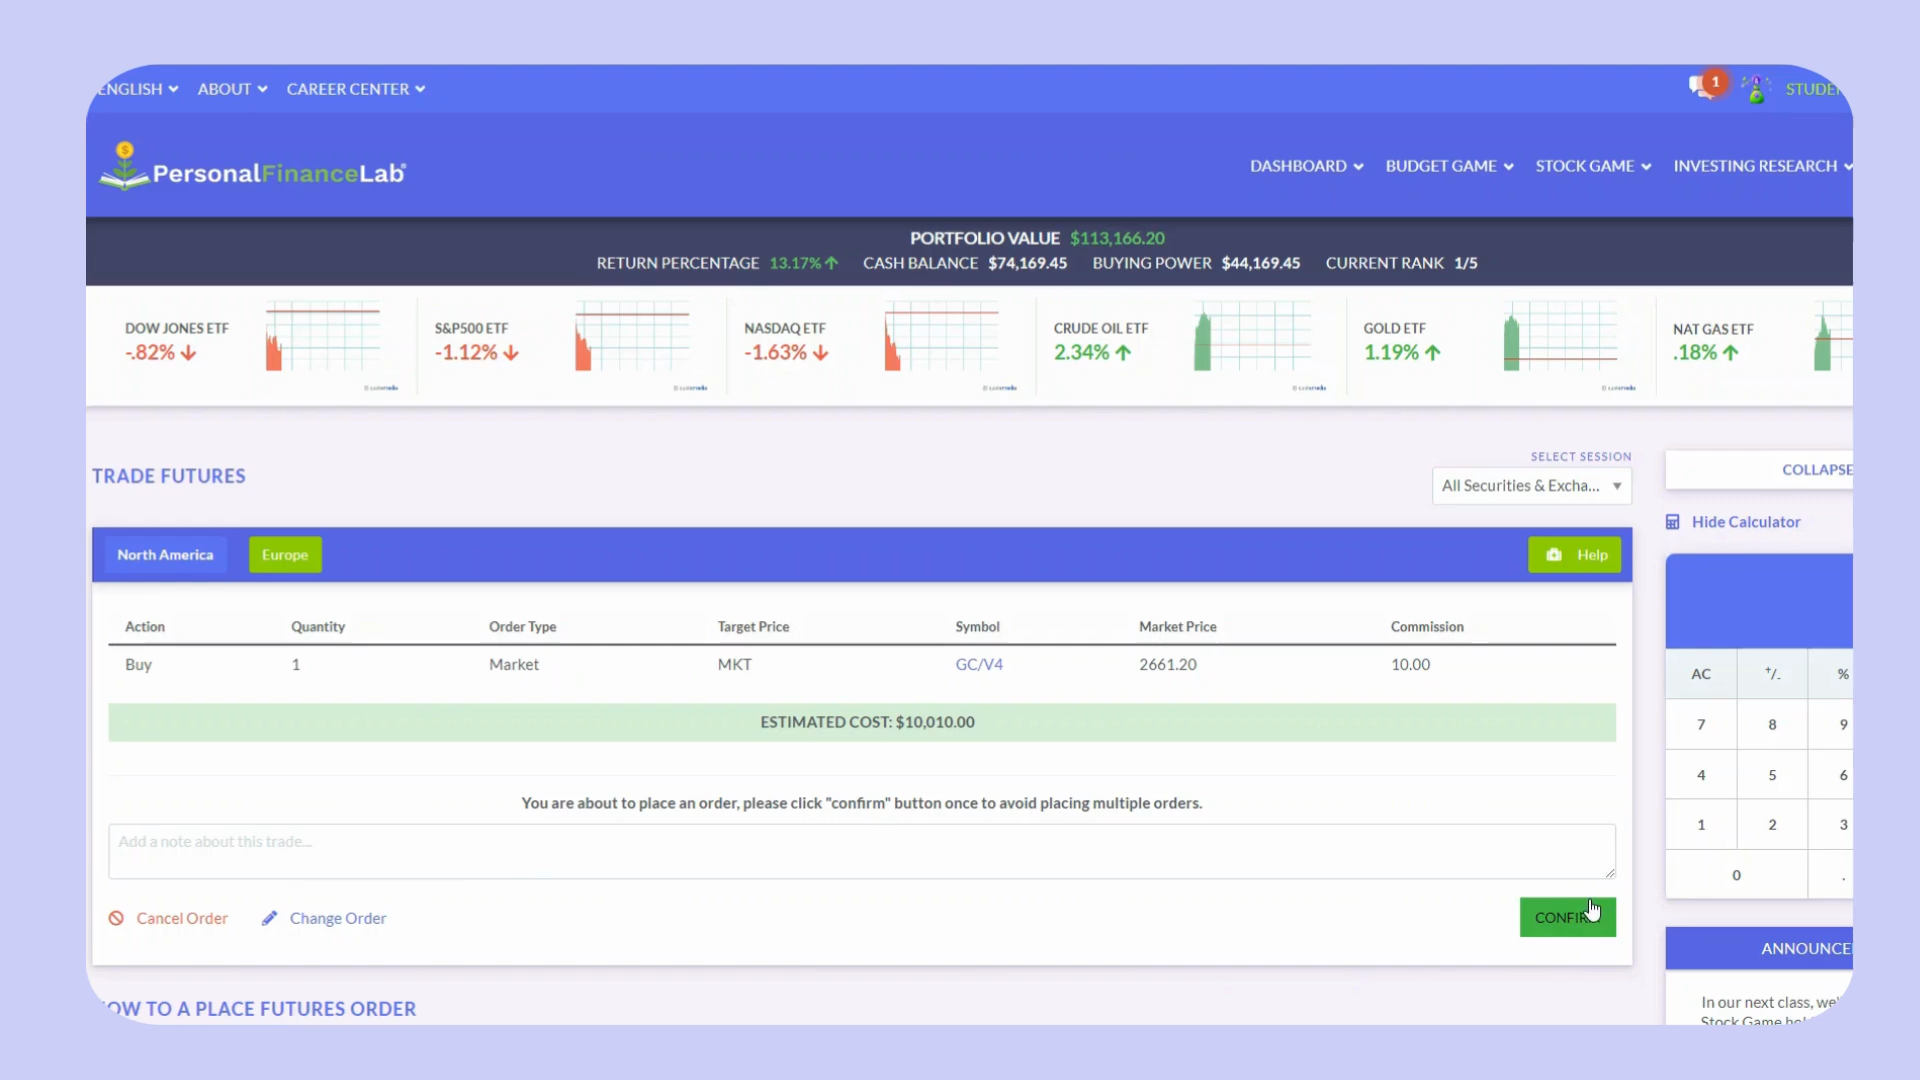 ENGLISH ABOUT CAREER CENTER
1
PersonalFinanceLab®
DASHBOARD BUDGET GAME STOCK GAME INVESTING RESEARCH
PORTFOLIO VALUE $113,166.20
RETURN PERCENTAGE 13.17% CASH BALANCE $74,169.45 BUYING POWER $44,169.45 CURRENT RANK 1/5
DOW JONES ETF
-.82%
S&P500 ETF
-1.12%
NASDAQ ETF
-1.63%
CRUDE OIL ETF
2.34%
GOLD ETF
1.19%
NAT GAS ETF
.18%
TRADE FUTURES
SELECT SESSION
All Securities & Excha...
COLLAPSE
Hide Calculator
North America Europe
Help
Action Quantity Order Type Target Price Symbol Market Price Commission
Buy 1 Market MKT GC/V4 2661.20 10.00
ESTIMATED COST: $10,010.00
You are about to place an order, please click "confirm" button once to avoid placing multiple orders.
Add a note about this trade...
Cancel Order Change Order
AC +/- %
7 8 9
4 5 6
1 2 3
0 .
In our next class,
Stock Game
TO A PLACE FUTURES ORDER